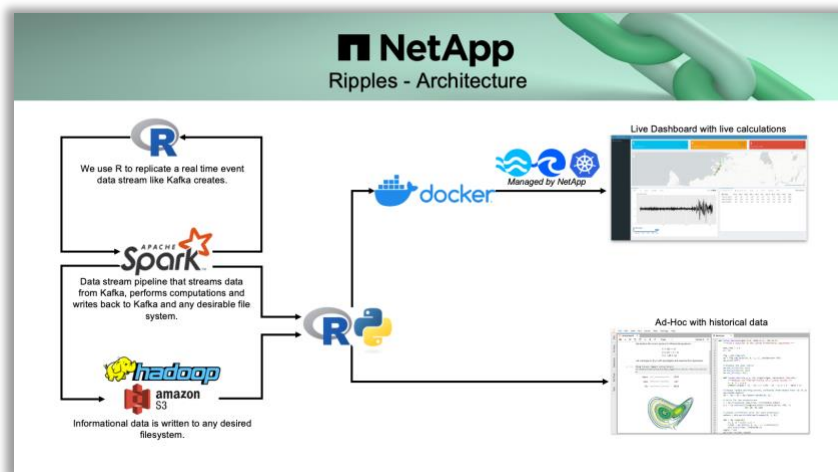 NetApp
Ripples - Architecture
R
We use R to replicate a real time event
data stream like Kafka creates.
APACHE
Spark
Data stream pipeline that streams data
from Kafka, performs computations and
writes back to Kafka and any desirable file
system.
hadoop
amazon
S3
Informational data is written to any desired
filesystem.
R
docker
Managed by NetApp
Live Dashboard with live calculations
Ad-Hoc with historical data